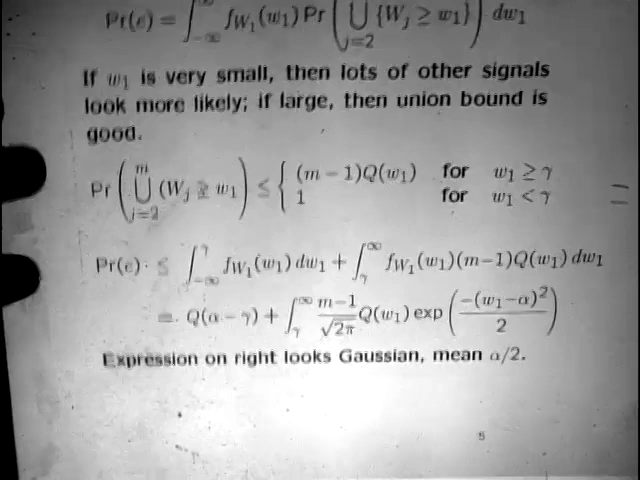 Pr(e) = ∫_{-∞}^{∞} f_{W_1}(w_1) Pr ( ⋃_{j=2} {W_j ≥ w_1} ) dw_1
If w_1 is very small, then lots of other signals
look more likely; if large, then union bound is
good.
Pr ( ⋃_{j=2}^{m} (W_j ≥ w_1 ) ≤ { (m − 1)Q(w_1) for w_1 ≥ γ
1 for w_1 < γ
Pr(e) ≤ ∫_{-∞}^{γ} f_{W_1}(w_1) dw_1 + ∫_{γ}^{∞} f_{W_1}(w_1)(m−1)Q(w_1) dw_1
= Q(α − γ) + ∫_{γ}^{∞} \frac{m−1}{√2π} Q(w_1) exp ( \frac{−(w_1−α)^2}{2} )
Expression on right looks Gaussian, mean α/2.
5